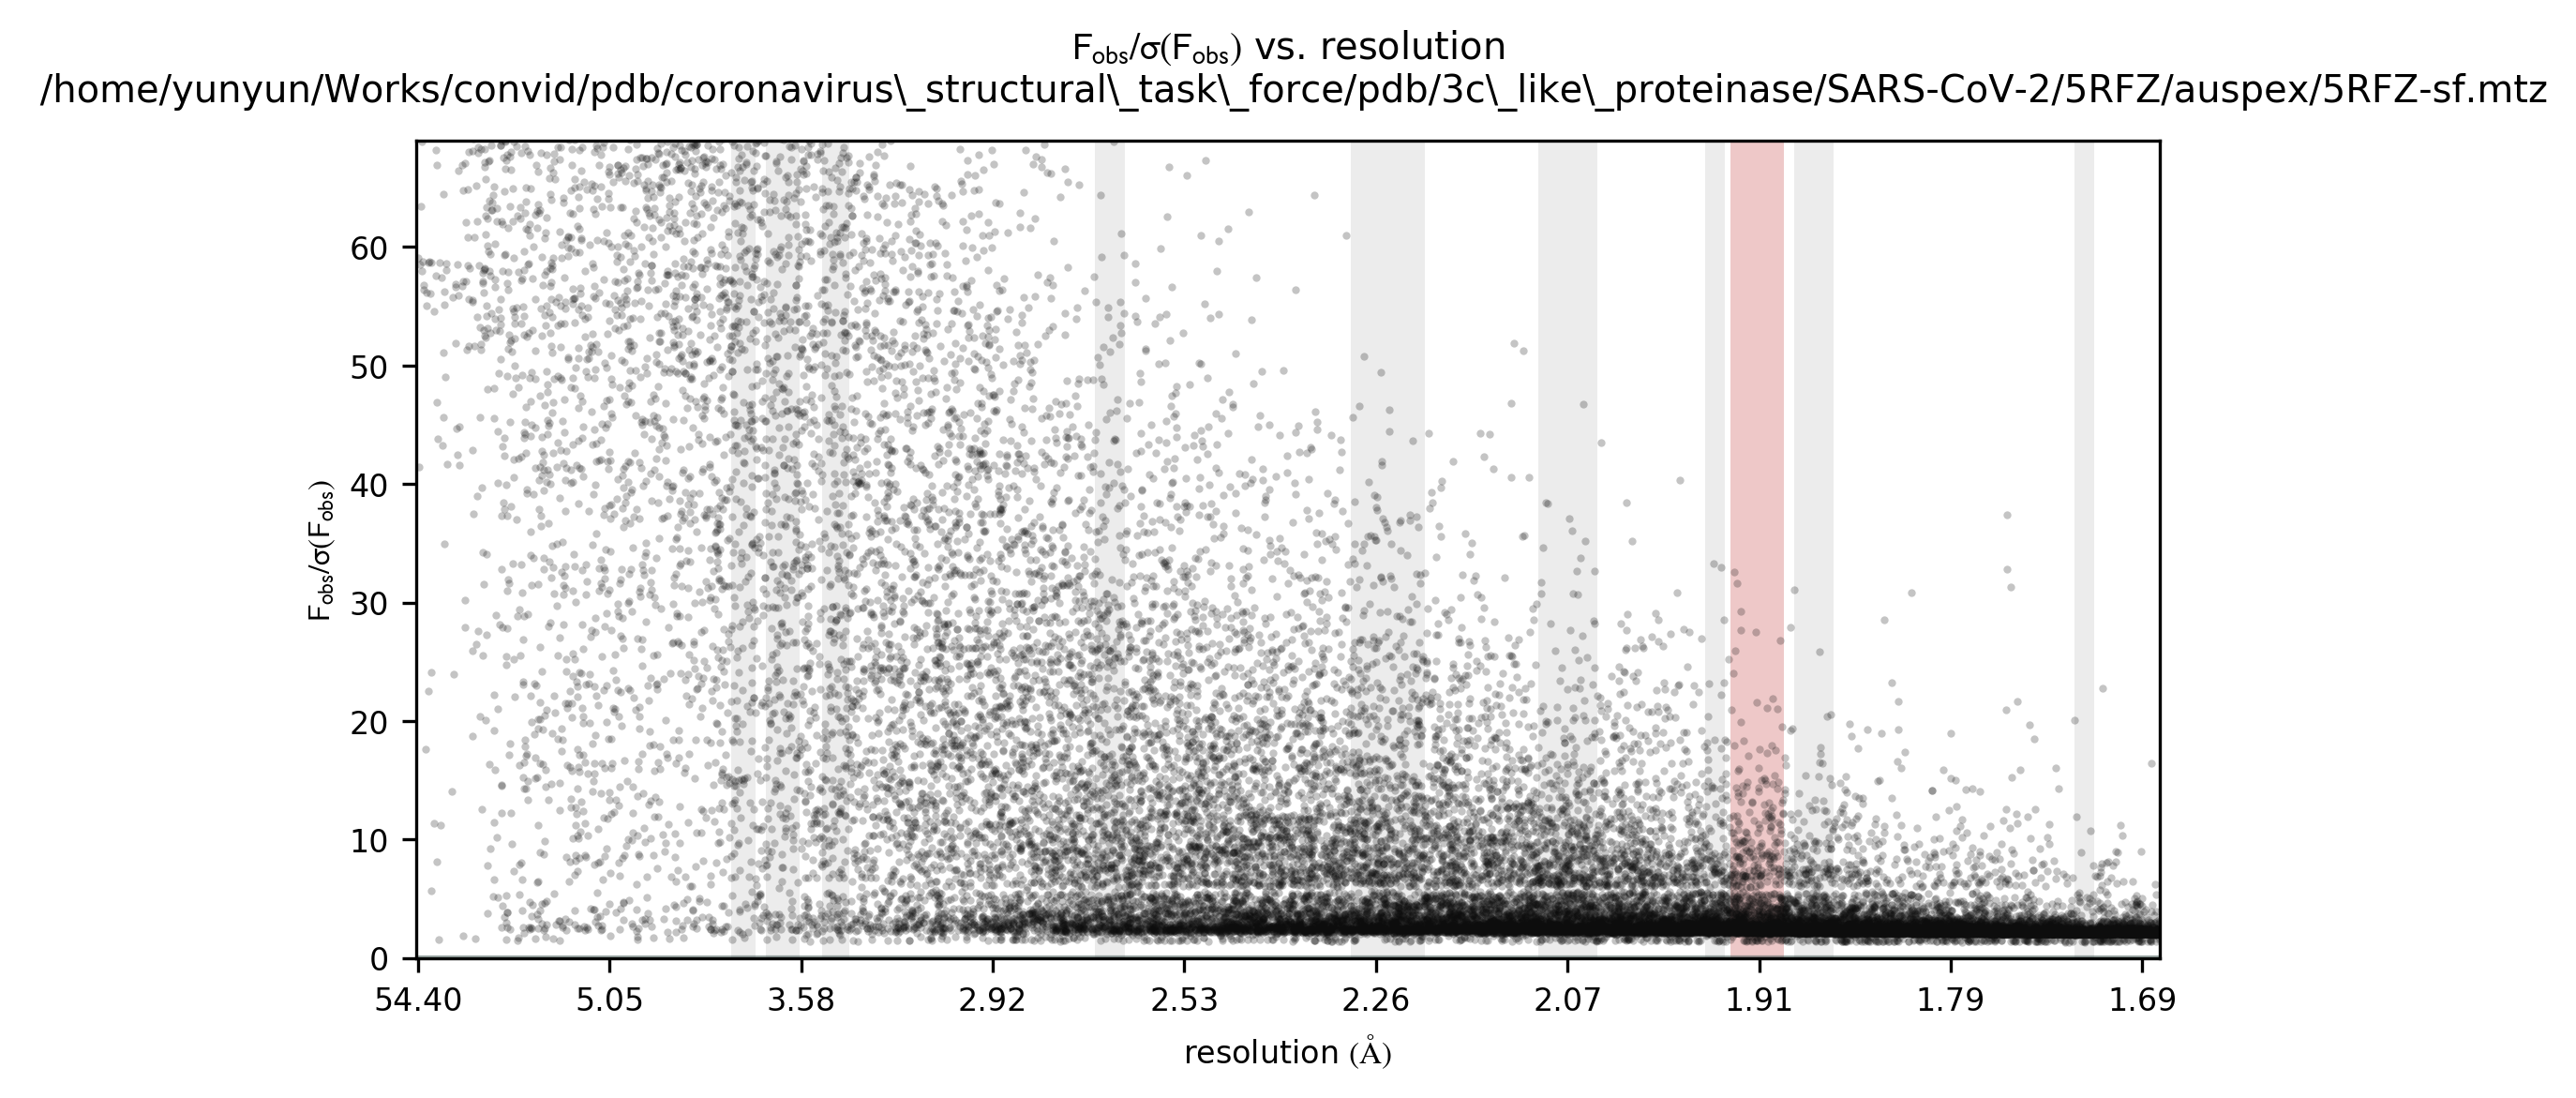 Fobs/σ(Fobs) vs. resolution
/home/yunyun/Works/convid/pdb/coronavirus\_structural\_task\_force/pdb/3c\_like\_proteinase/SARS-CoV-2/5RFZ/auspex/5RFZ-sf.mtz
Fobs/σ(Fobs)
60
50
40
30
20
10
0
54.40 5.05 3.58 2.92 2.53 2.26 2.07 1.91 1.79 1.69
resolution (Å)